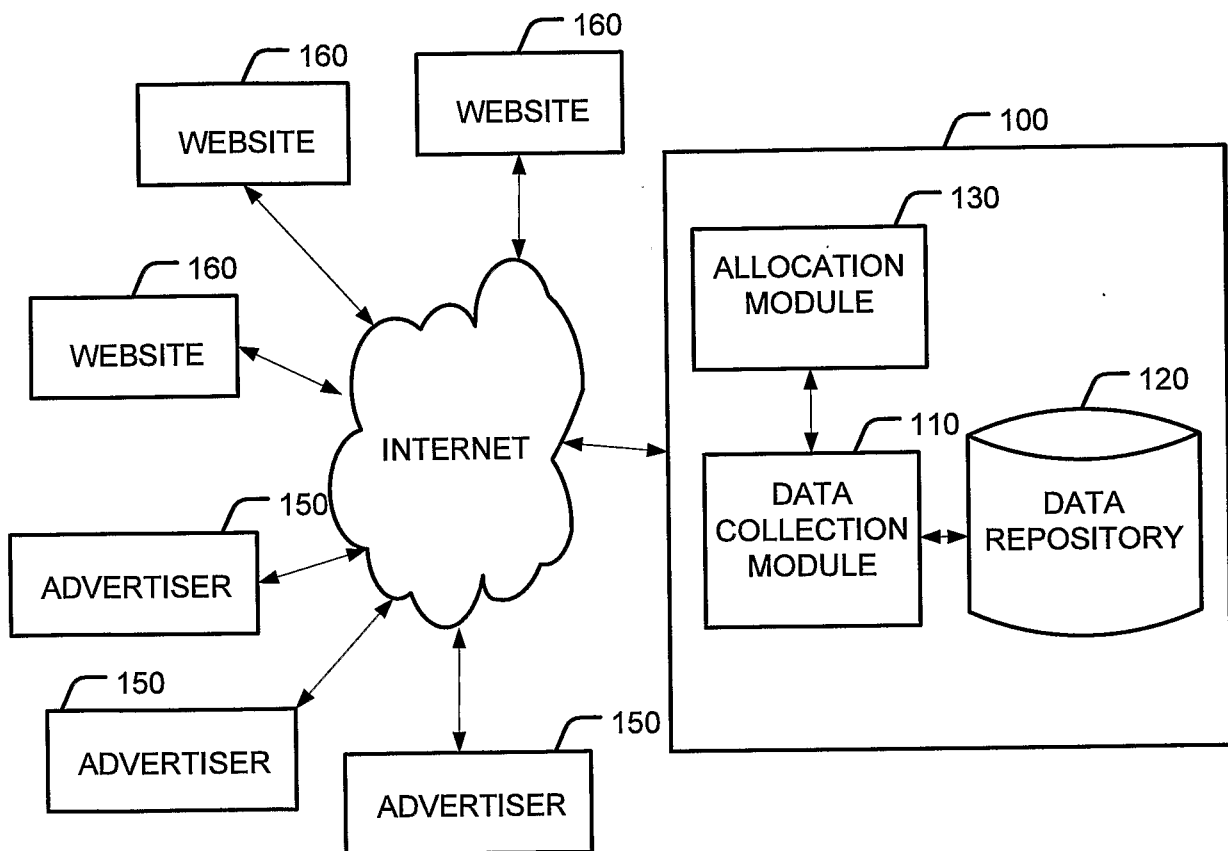 160
WEBSITE
160
WEBSITE
160
WEBSITE
INTERNET
150
ADVERTISER
150
ADVERTISER
150
ADVERTISER
100
130
ALLOCATION
MODULE
110
DATA
COLLECTION
MODULE
120
DATA
REPOSITORY